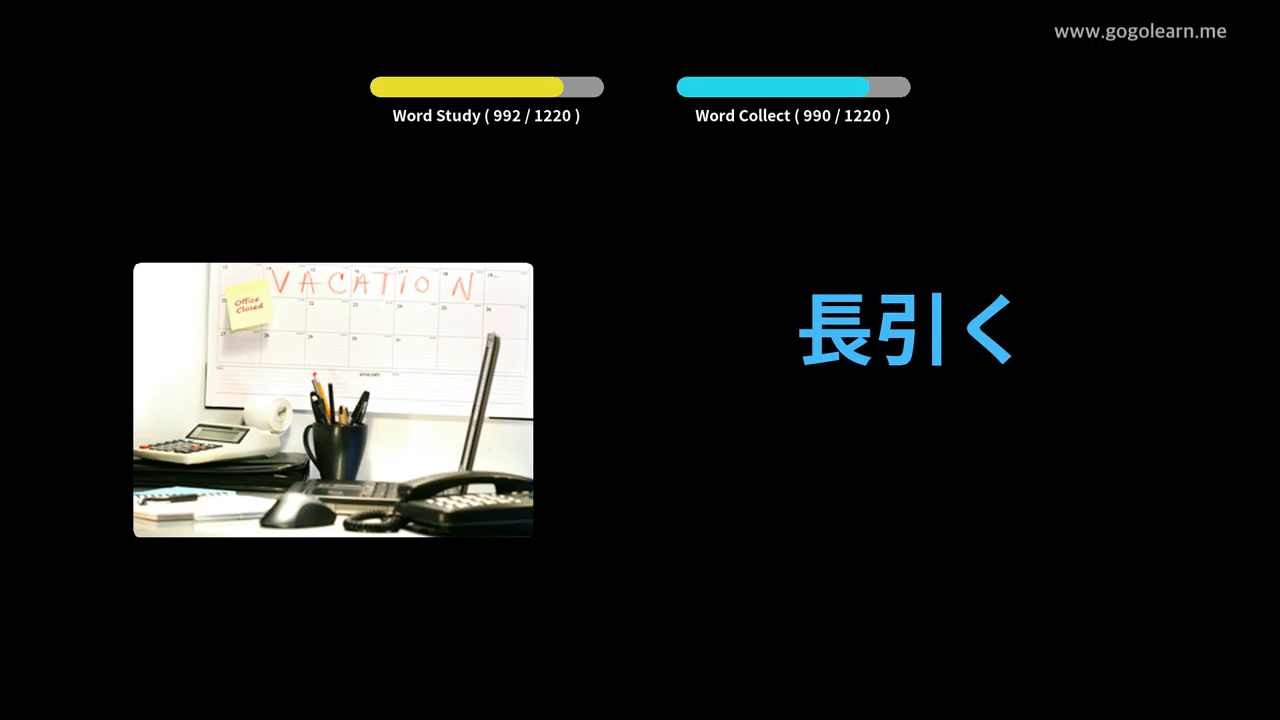 www.gogolearn.me
Word Study ( 992 / 1220 )
Word Collect ( 990 / 1220 )
VACATION
Office
Closed
長引く